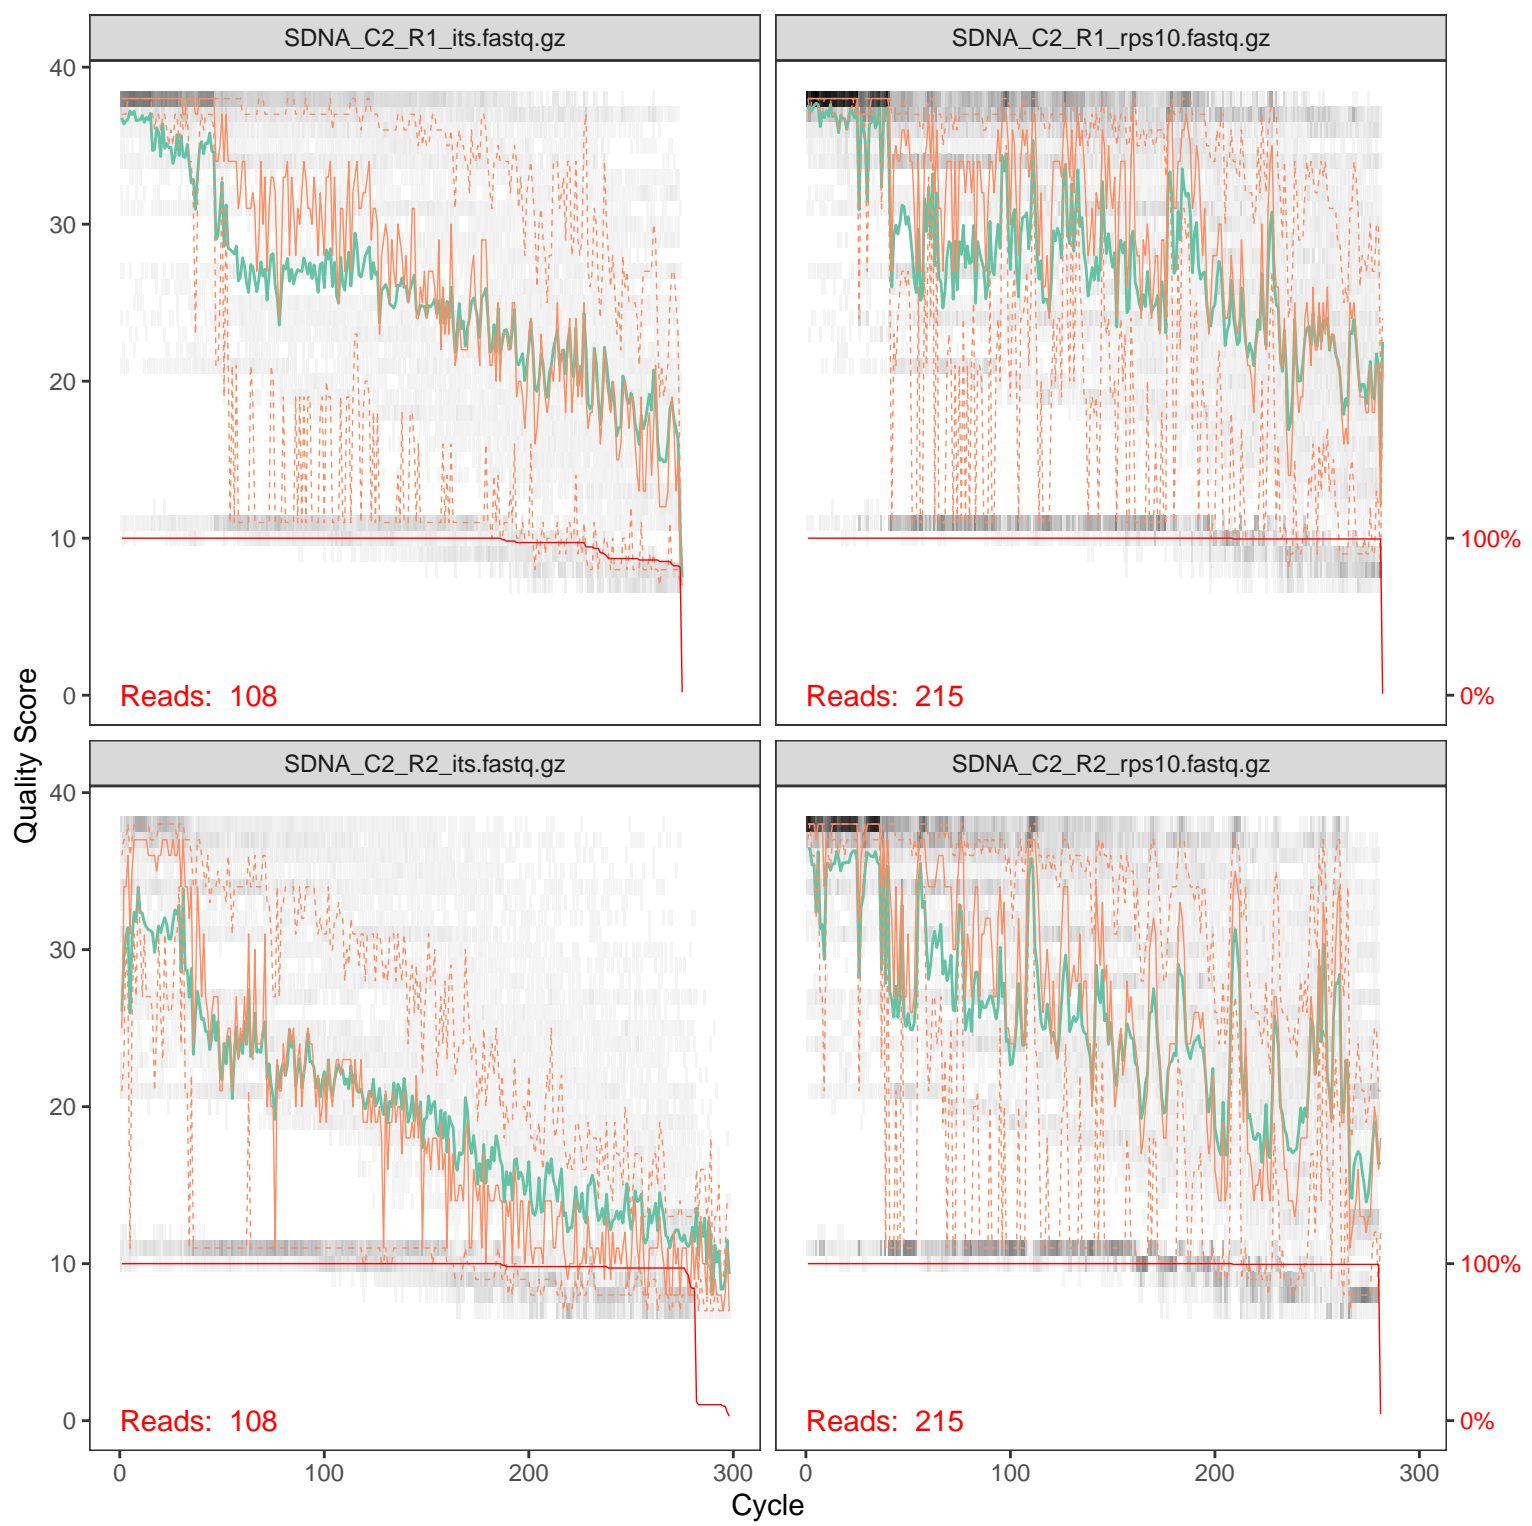 SDNA_C2_R1_its.fastq.gz
SDNA_C2_R1_rps10.fastq.gz
40
30
20
10
0
100%
0%
Reads: 108
Reads: 215
Quality Score
SDNA_C2_R2_its.fastq.gz
SDNA_C2_R2_rps10.fastq.gz
40
30
20
10
0
100%
0%
Reads: 108
Reads: 215
0 100 200 300
0 100 200 300
Cycle